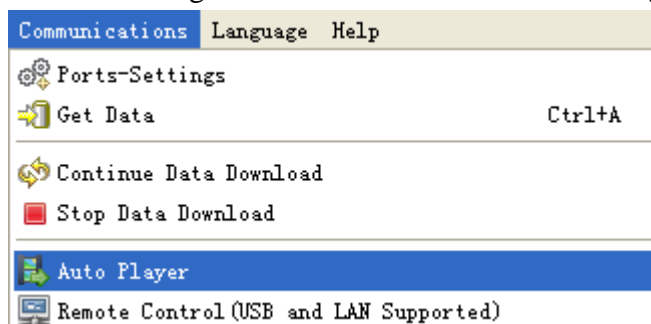 Communications Language Help
Ports-Settings
Get Data Ctrl+A
Continue Data Download
Stop Data Download
Auto Player
Remote Control(USB and LAN Supported)